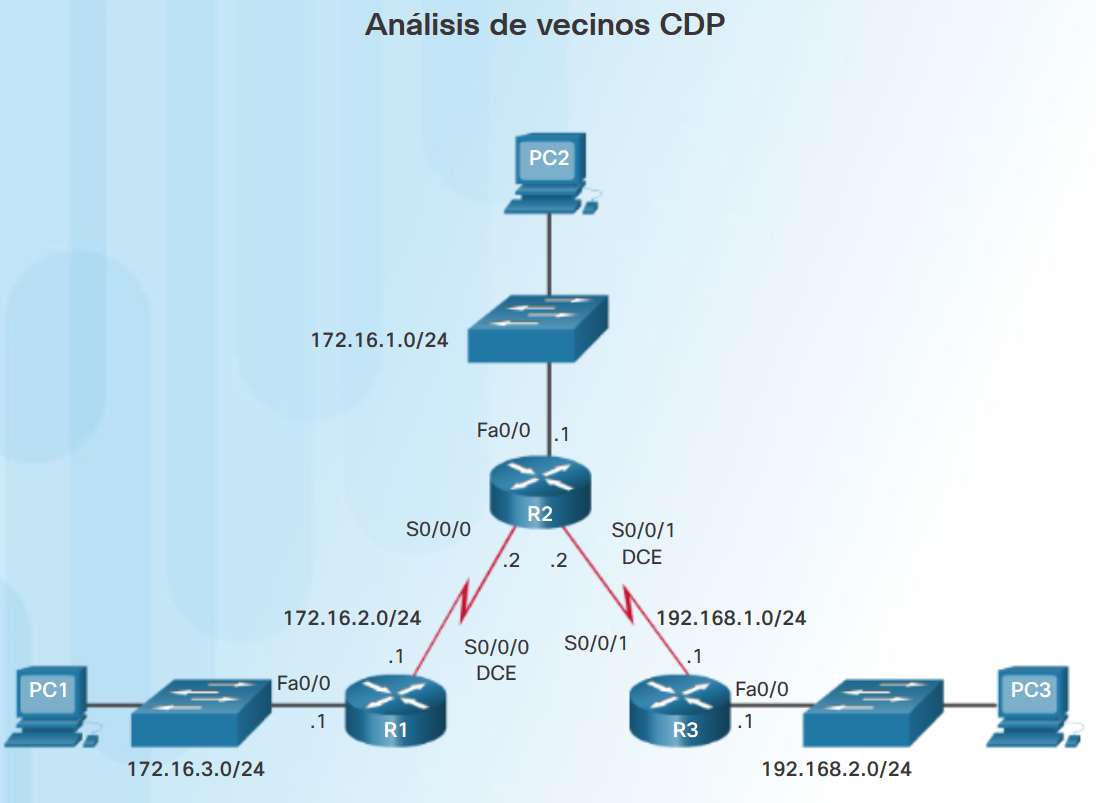 Análisis de vecinos CDP
PC2
172.16.1.0/24
Fa0/0
.1
R2
S0/0/0
S0/0/1
DCE
.2
.2
172.16.2.0/24
192.168.1.0/24
.1
S0/0/0
DCE
S0/0/1
.1
PC1
Fa0/0
.1
R1
R3
Fa0/0
.1
PC3
172.16.3.0/24
192.168.2.0/24